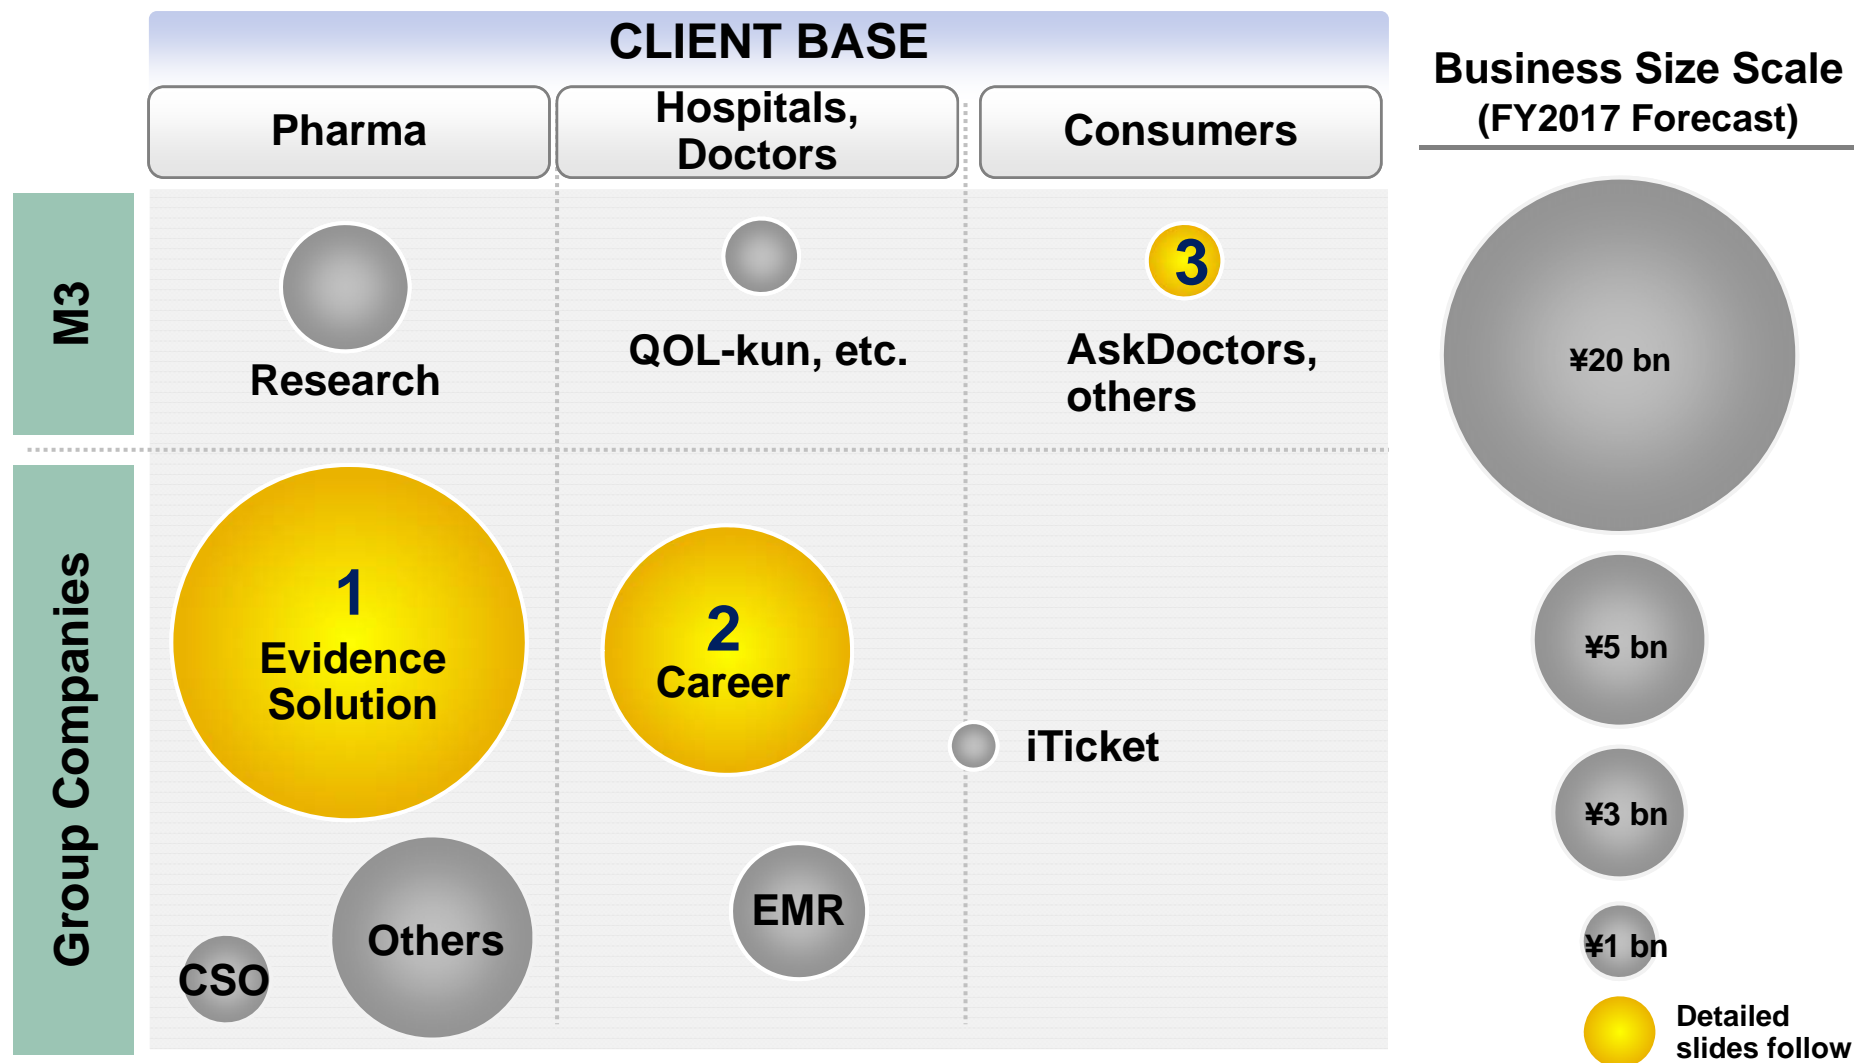 CLIENT BASE
Pharma
Hospitals,
Doctors
Consumers
Business Size Scale
(FY2017 Forecast)
M3
Research
QOL-kun, etc.
3
AskDoctors,
others
Group Companies
1
Evidence
Solution
2
Career
iTicket
CSO
Others
EMR
¥20 bn
¥5 bn
¥3 bn
¥1 bn
Detailed
slides follow